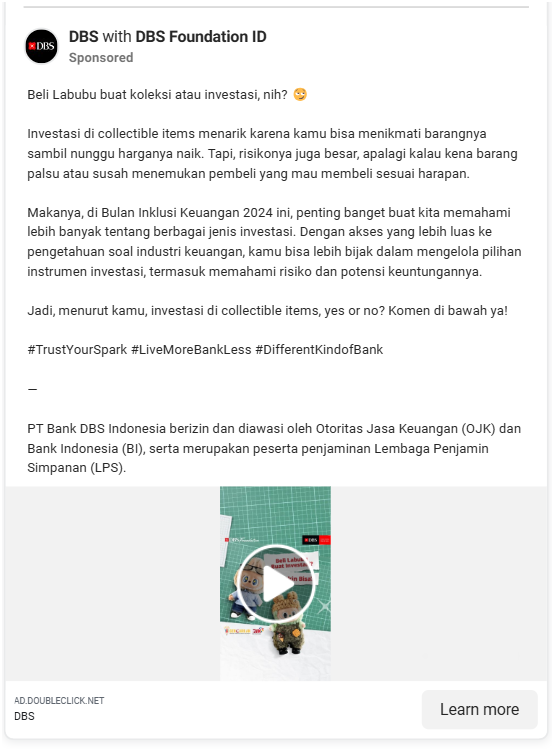 DBS with DBS Foundation ID
Sponsored
Beli Labubu buat koleksi atau investasi, nih? 🙄
Investasi di collectible items menarik karena kamu bisa menikmati barangnya
sambil nunggu harganya naik. Tapi, risikonya juga besar, apalagi kalau kena barang
palsu atau susah menemukan pembeli yang mau membeli sesuai harapan.
Makanya, di Bulan Inklusi Keuangan 2024 ini, penting banget buat kita memahami
lebih banyak tentang berbagai jenis investasi. Dengan akses yang lebih luas ke
pengetahuan soal industri keuangan, kamu bisa lebih bijak dalam mengelola pilihan
instrumen investasi, termasuk memahami risiko dan potensi keuntungannya.
Jadi, menurut kamu, investasi di collectible items, yes or no? Komen di bawah ya!
#TrustYourSpark #LiveMoreBankLess #DifferentKindofBank
—
PT Bank DBS Indonesia berizin dan diawasi oleh Otoritas Jasa Keuangan (OJK) dan
Bank Indonesia (BI), serta merupakan peserta penjaminan Lembaga Penjamin
Simpanan (LPS).
DBS
Beli Labubu
Buat Investasi?
Bisa
AD.DOUBLECLICK.NET
DBS
Learn more